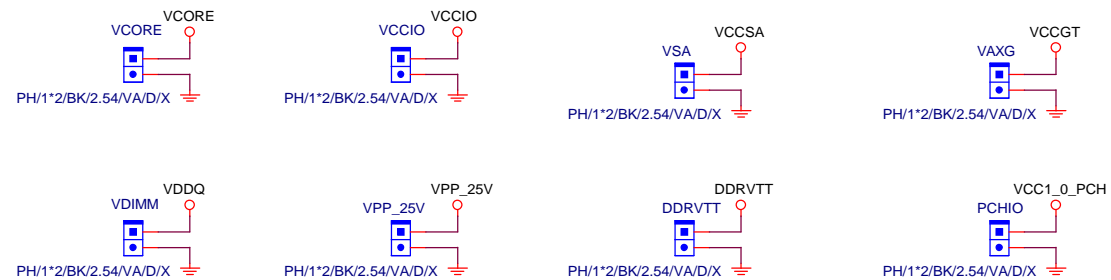 VCORE
VCORE
PH/1*2/BK/2.54/VA/D/X
VCCIO
VCCIO
PH/1*2/BK/2.54/VA/D/X
VCCSA
VSA
PH/1*2/BK/2.54/VA/D/X
VCCGT
VAXG
PH/1*2/BK/2.54/VA/D/X
VDDQ
VDIMM
PH/1*2/BK/2.54/VA/D/X
VPP_25V
VPP_25V
PH/1*2/BK/2.54/VA/D/X
DDRVTT
DDRVTT
PH/1*2/BK/2.54/VA/D/X
VCC1_0_PCH
PCHIO
PH/1*2/BK/2.54/VA/D/X